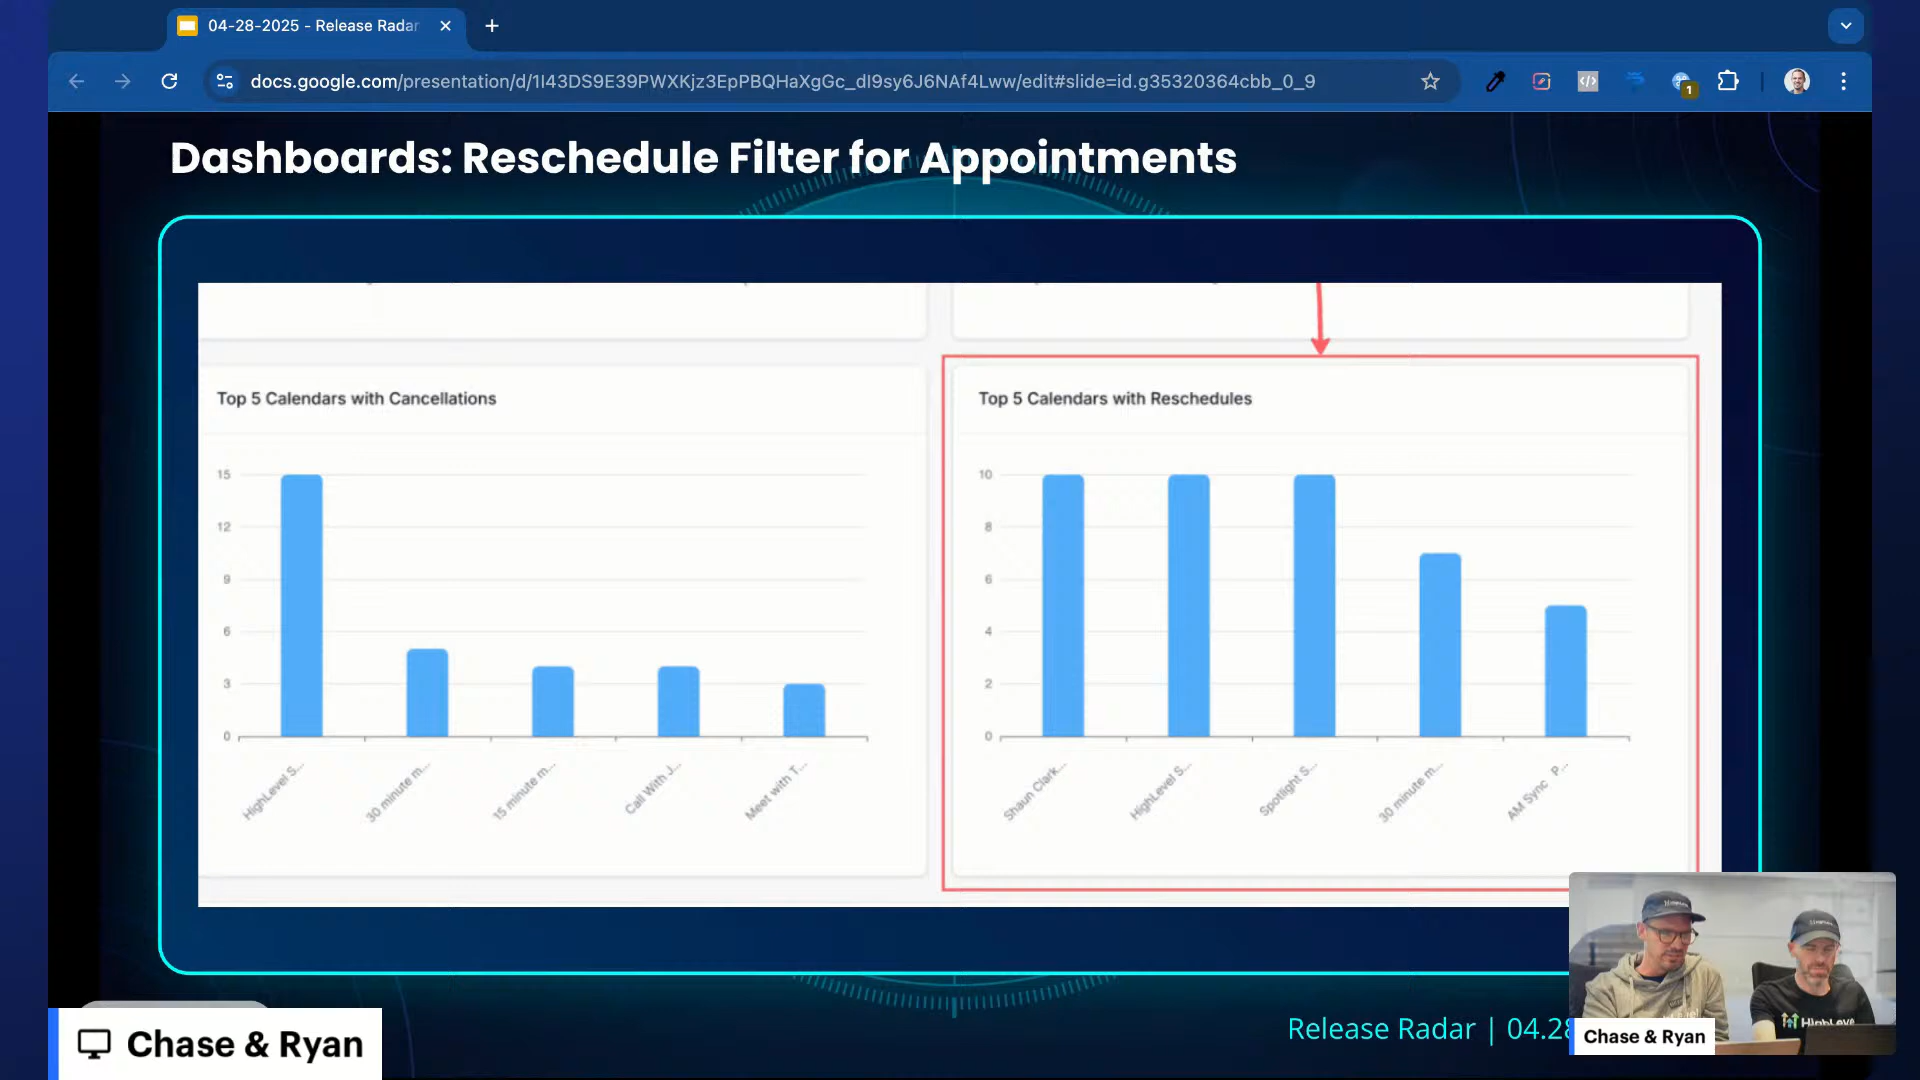 04-28-2025 - Release Radar
docs.google.com/presentation/d/1I43DS9E39PWXKjz3EpPBQHaXgGc_dI9sy6J6NAf4Lww/edit#slide=id.g35320364cbb_0_9
1
Dashboards: Reschedule Filter for Appointments
Top 5 Calendars with Cancellations
15
12
9
6
3
0
HighLevel S...
30 minute m...
15 minute m...
Call With J...
Meet with T...
Top 5 Calendars with Reschedules
10
8
6
4
2
0
Shaun Clark...
HighLevel S...
Spotlight S...
30 minute m...
AM Sync P...
Release Radar | 04.28
Chase & Ryan
HighLevel
Chase & Ryan